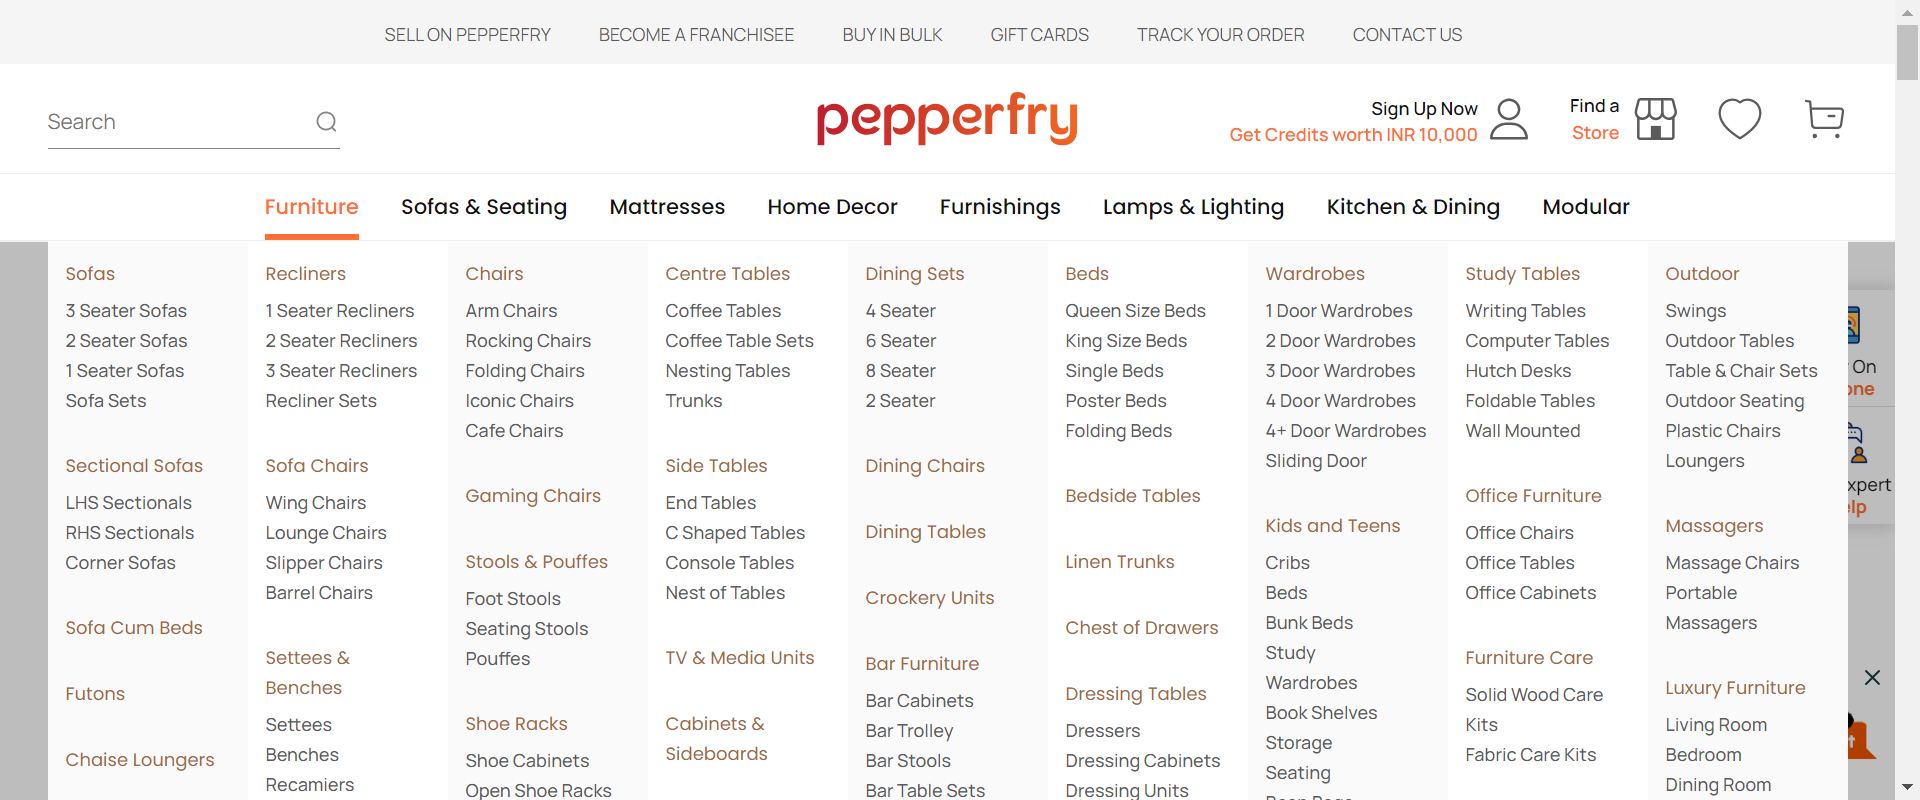 SELL ON PEPPERFRY
BECOME A FRANCHISEE
BUY IN BULK
GIFT CARDS
TRACK YOUR ORDER
CONTACT US
Search
pepperfry
Sign Up Now
Get Credits worth INR 10,000
Find a
Store
Furniture
Sofas & Seating
Mattresses
Home Decor
Furnishings
Lamps & Lighting
Kitchen & Dining
Modular
Sofas
3 Seater Sofas
2 Seater Sofas
1 Seater Sofas
Sofa Sets
Sectional Sofas
LHS Sectionals
RHS Sectionals
Corner Sofas
Sofa Cum Beds
Futons
Chaise Loungers
Recliners
1 Seater Recliners
2 Seater Recliners
3 Seater Recliners
Recliner Sets
Sofa Chairs
Wing Chairs
Lounge Chairs
Slipper Chairs
Barrel Chairs
Settees &
Benches
Settees
Benches
Recamiers
Chairs
Arm Chairs
Rocking Chairs
Folding Chairs
Iconic Chairs
Cafe Chairs
Gaming Chairs
Stools & Pouffes
Foot Stools
Seating Stools
Pouffes
Shoe Racks
Shoe Cabinets
Open Shoe Racks
Centre Tables
Coffee Tables
Coffee Table Sets
Nesting Tables
Trunks
Side Tables
End Tables
C Shaped Tables
Console Tables
Nest of Tables
TV & Media Units
Cabinets &
Sideboards
Dining Sets
4 Seater
6 Seater
8 Seater
2 Seater
Dining Chairs
Dining Tables
Crockery Units
Bar Furniture
Bar Cabinets
Bar Trolley
Bar Stools
Bar Table Sets
Beds
Queen Size Beds
King Size Beds
Single Beds
Poster Beds
Folding Beds
Bedside Tables
Linen Trunks
Chest of Drawers
Dressing Tables
Dressers
Dressing Cabinets
Dressing Units
Wardrobes
1 Door Wardrobes
2 Door Wardrobes
3 Door Wardrobes
4 Door Wardrobes
4+ Door Wardrobes
Sliding Door
Kids and Teens
Cribs
Beds
Bunk Beds
Study
Wardrobes
Book Shelves
Storage
Seating
Study Tables
Writing Tables
Computer Tables
Hutch Desks
Foldable Tables
Wall Mounted
Office Furniture
Office Chairs
Office Tables
Office Cabinets
Furniture Care
Solid Wood Care
Kits
Fabric Care Kits
Outdoor
Swings
Outdoor Tables
Table & Chair Sets
Outdoor Seating
Plastic Chairs
Loungers
Massagers
Massage Chairs
Portable
Massagers
Luxury Furniture
Living Room
Bedroom
Dining Room
On